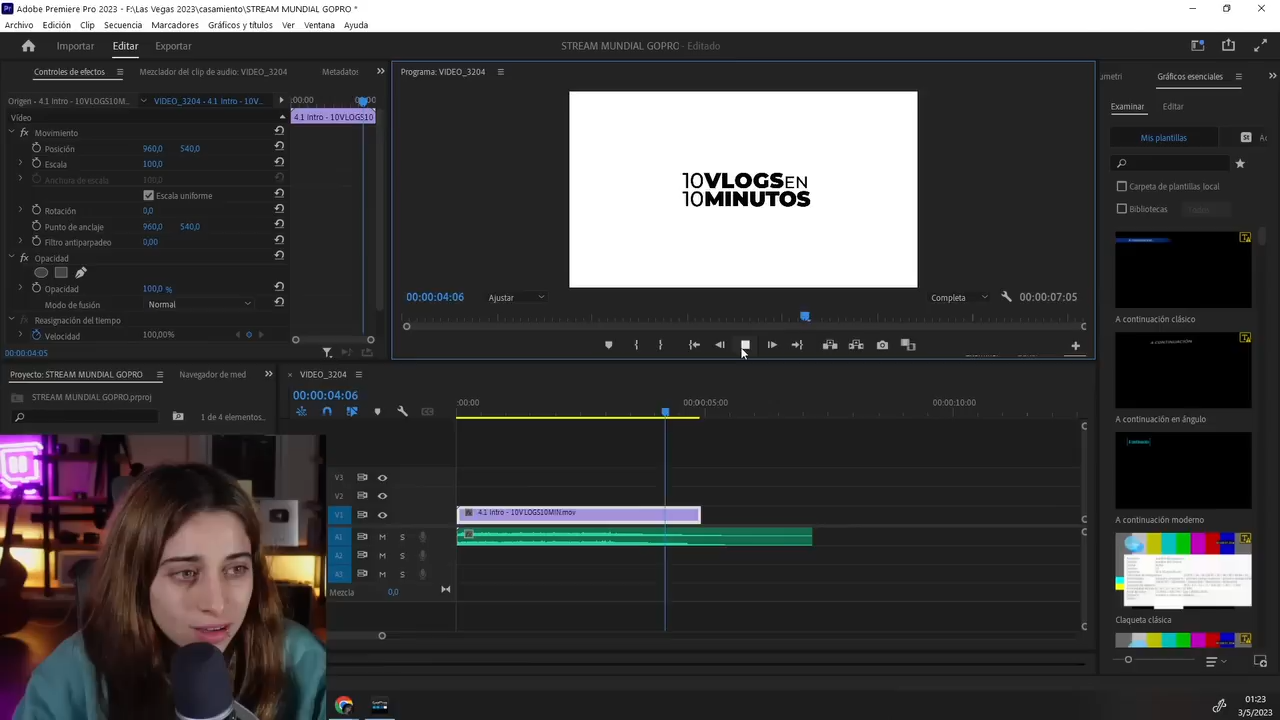 Adobe Premiere Pro 2023 - F:\Las Vegas 2023\casamiento\STREAM MUNDIAL GOPRO *
Archivo Edición Clip Secuencia Marcadores Gráficos y títulos Ver Ventana Ayuda
Importar Editar Exportar
STREAM MUNDIAL GOPRO - Editado
Controles de efectos
Mezclador del clip de audio: VIDEO_3204
Metadatos
Programa: VIDEO_3204
Gráficos esenciales
Origen - 4.1 Intro - 10VLOGS10M...
VIDEO_3204 - 4.1 Intro - 10V...
:00:00
4.1 Intro - 10VLOGS10
Vídeo
Movimiento
Posición 960,0 540,0
Escala 100,0
Anchura de escala 100,0
Escala uniforme
Rotación 0,0
Punto de anclaje 960,0 540,0
Filtro antiparpadeo 0,00
Opacidad
Opacidad 100,0 %
Modo de fusión Normal
Reasignación del tiempo
Velocidad 100,00%
00:00:04:05
10VLOGSEN
10MINUTOS
00:00:04:06
Ajustar
Completa
00:00:07:05
Examinar Editar
Mis plantillas
St
Carpeta de plantillas local
Bibliotecas
Todos
A continuación clásico
A CONTINUACIÓN
A continuación en ángulo
A continuación moderno
Claqueta clásica
Proyecto: STREAM MUNDIAL GOPRO
Navegador de med
STREAM MUNDIAL GOPRO.prproj
1 de 4 elementos...
VIDEO_3204
00:00:04:06
:00:00
00:00:05:00
00:00:10:00
V3
V2
V1
4.1 Intro - 10VLOGS10MIN.mov
A1 M S
A2 M S
A3 M S
Mezcla 0,0
01:23
3/5/2023